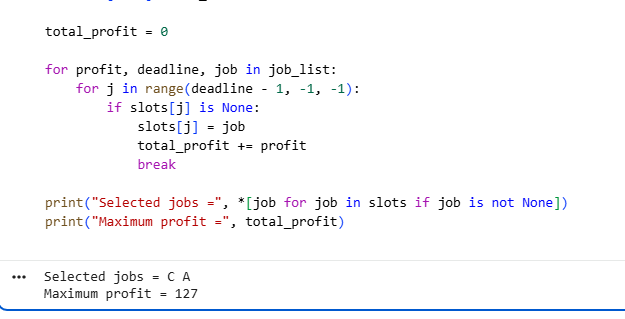 total_profit = 0
for profit, deadline, job in job_list:
    for j in range(deadline - 1, -1, -1):
        if slots[j] is None:
            slots[j] = job
            total_profit += profit
            break
print("Selected jobs =", *[job for job in slots if job is not None])
print("Maximum profit =", total_profit)
Selected jobs = C A
Maximum profit = 127